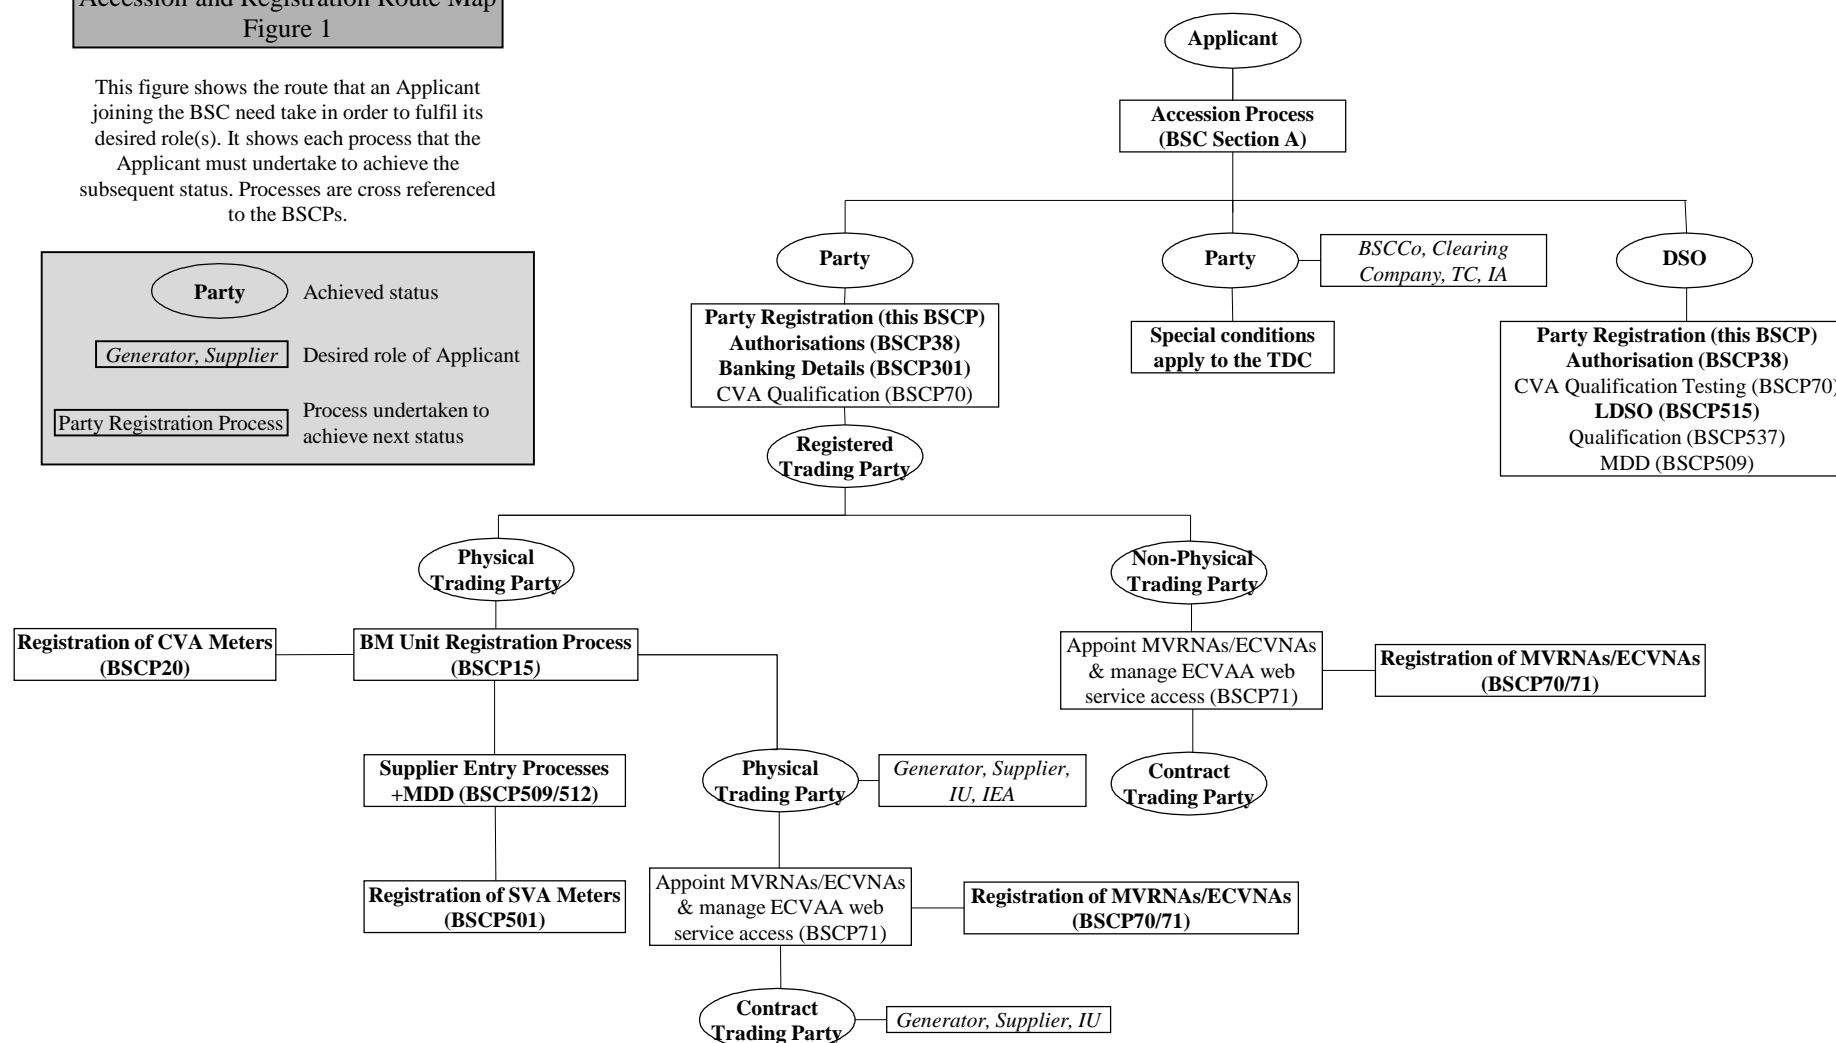 Accession and Registration Route Map
Figure 1
This figure shows the route that an Applicant
joining the BSC need take in order to fulfil its
desired role(s). It shows each process that the
Applicant must undertake to achieve the
subsequent status. Processes are cross referenced
to the BSCPs.
Party
Achieved status
Generator, Supplier
Desired role of Applicant
Party Registration Process
Process undertaken to
achieve next status
Applicant
Accession Process
(BSC Section A)
Party
Party
BSCCo, Clearing
Company, TC, IA
DSO
Party Registration (this BSCP)
Authorisations (BSCP38)
Banking Details (BSCP301)
CVA Qualification (BSCP70)
Special conditions
apply to the TDC
Party Registration (this BSCP)
Authorisation (BSCP38)
CVA Qualification Testing (BSCP70)
LDSO (BSCP515)
Qualification (BSCP537)
MDD (BSCP509)
Registered
Trading Party
Physical
Trading Party
Non-Physical
Trading Party
Registration of CVA Meters
(BSCP20)
BM Unit Registration Process
(BSCP15)
Appoint MVRNAs/ECVNAs
& manage ECVAA web
service access (BSCP71)
Registration of MVRNAs/ECVNAs
(BSCP70/71)
Supplier Entry Processes
+MDD (BSCP509/512)
Physical
Trading Party
Generator, Supplier,
IU, IEA
Contract
Trading Party
Registration of SVA Meters
(BSCP501)
Appoint MVRNAs/ECVNAs
& manage ECVAA web
service access (BSCP71)
Registration of MVRNAs/ECVNAs
(BSCP70/71)
Contract
Trading Party
Generator, Supplier, IU